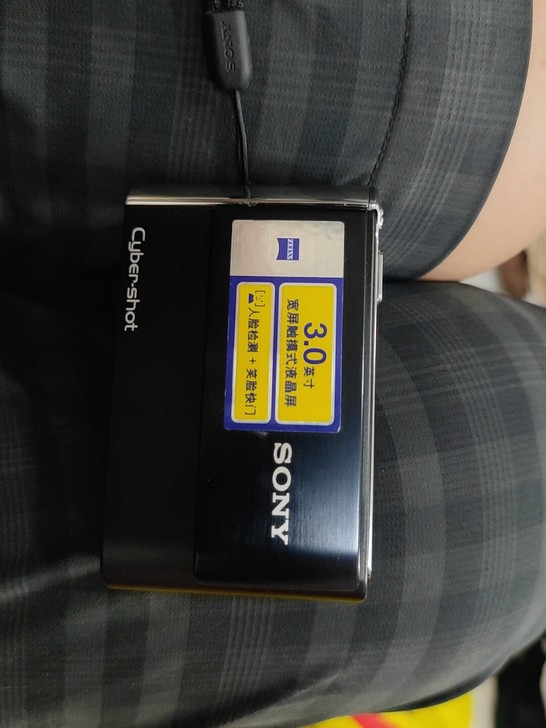 SONY
ZEISS
3.0英寸
宽屏触摸式液晶屏
人脸检测 + 笑脸快门
SONY
Cyber-shot